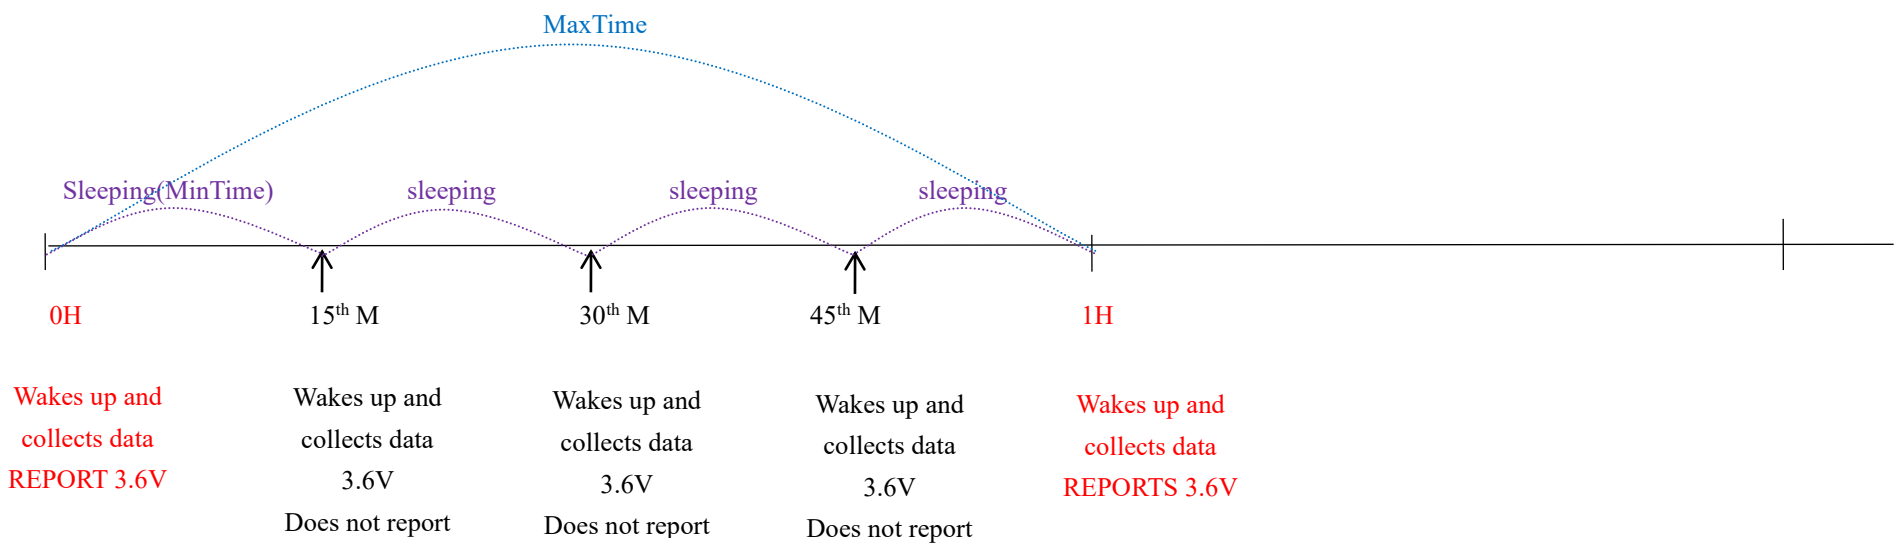 MaxTime
Sleeping(MinTime)
sleeping
sleeping
sleeping
0H
15th M
30th M
45th M
1H
Wakes up and
collects data
REPORT 3.6V
Wakes up and
collects data
3.6V
Does not report
Wakes up and
collects data
3.6V
Does not report
Wakes up and
collects data
3.6V
Does not report
Wakes up and
collects data
REPORTS 3.6V